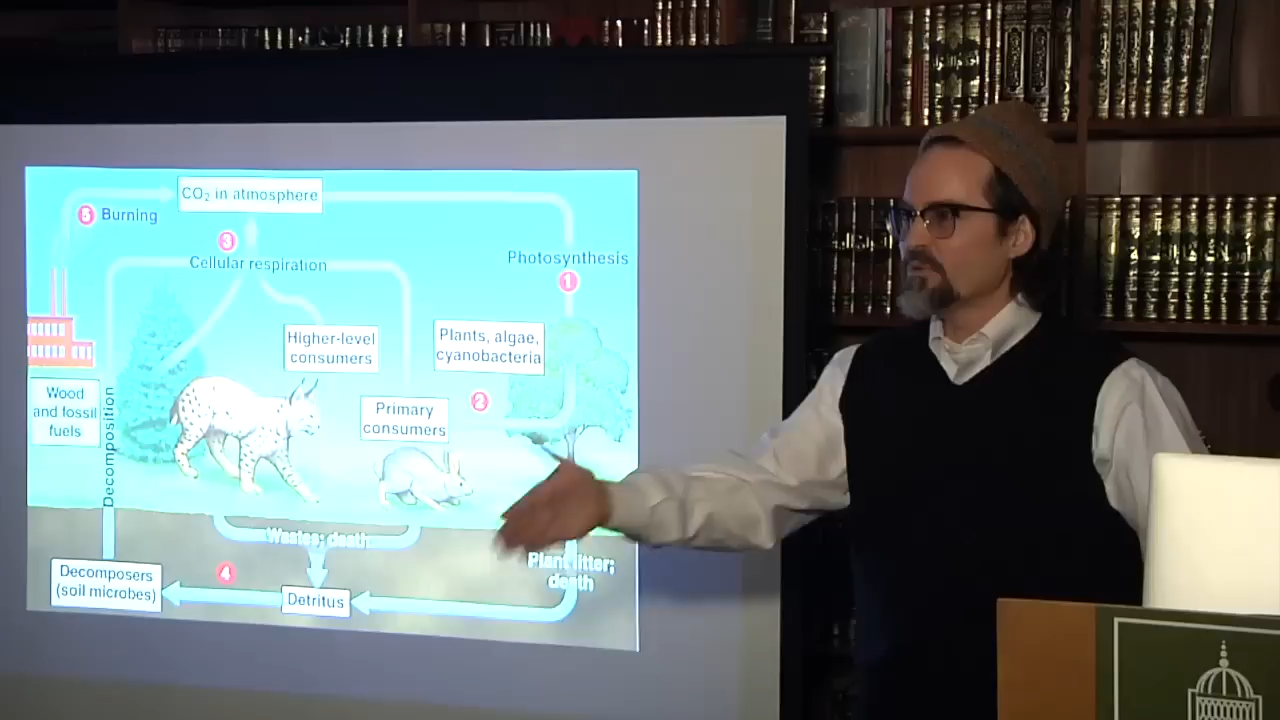 CO₂ in atmosphere
5 Burning
3
Cellular respiration
Photosynthesis
1
Higher-level
consumers
Plants, algae,
cyanobacteria
Wood
and fossil
fuels
Decomposition
2
Primary
consumers
Wastes; death
Plant litter;
death
Decomposers
(soil microbes)
4
Detritus